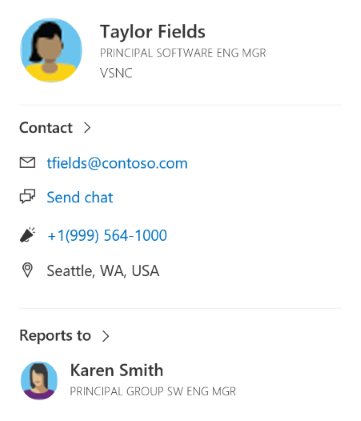 Taylor Fields
PRINCIPAL SOFTWARE ENG MGR
VSNC
Contact
tfields@contoso.com
Send chat
+1(999) 564-1000
Seattle, WA, USA
Reports to
Karen Smith
PRINCIPAL GROUP SW ENG MGR